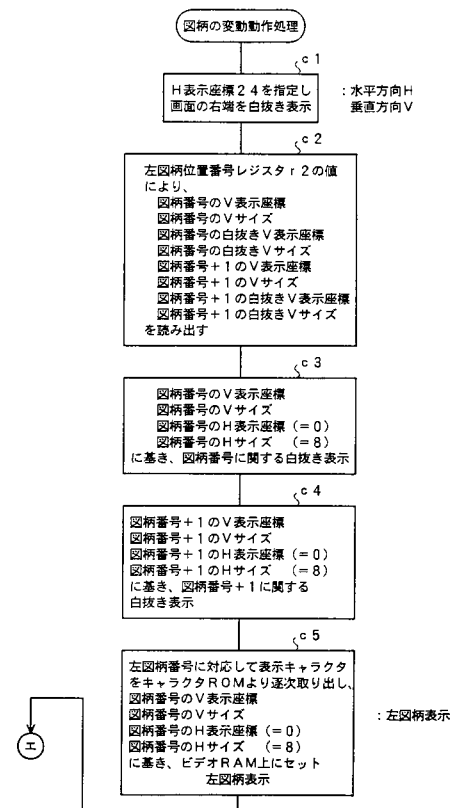 図柄の変動動作処理
c1
H表示座標24を指定し
画面の右端を白抜き表示
:水平方向H
垂直方向V
c2
左図柄位置番号レジスタr2の値
により、
図柄番号のV表示座標
図柄番号のVサイズ
図柄番号の白抜きV表示座標
図柄番号の白抜きVサイズ
図柄番号+1のV表示座標
図柄番号+1のVサイズ
図柄番号+1の白抜きV表示座標
図柄番号+1の白抜きVサイズ
を読み出す
c3
図柄番号のV表示座標
図柄番号のVサイズ
図柄番号のH表示座標(=0)
図柄番号のHサイズ (=8)
に基き、図柄番号に関する白抜き表示
c4
図柄番号+1のV表示座標
図柄番号+1のVサイズ
図柄番号+1のH表示座標(=0)
図柄番号+1のHサイズ (=8)
に基き、図柄番号+1に関する
白抜き表示
c5
左図柄番号に対応して表示キャラクタ
をキャラクタROMより逐次取り出し、
図柄番号のV表示座標
図柄番号のVサイズ
図柄番号のH表示座標(=0)
図柄番号のHサイズ (=8)
に基き、ビデオRAM上にセット
左図柄表示
:左図柄表示
エ